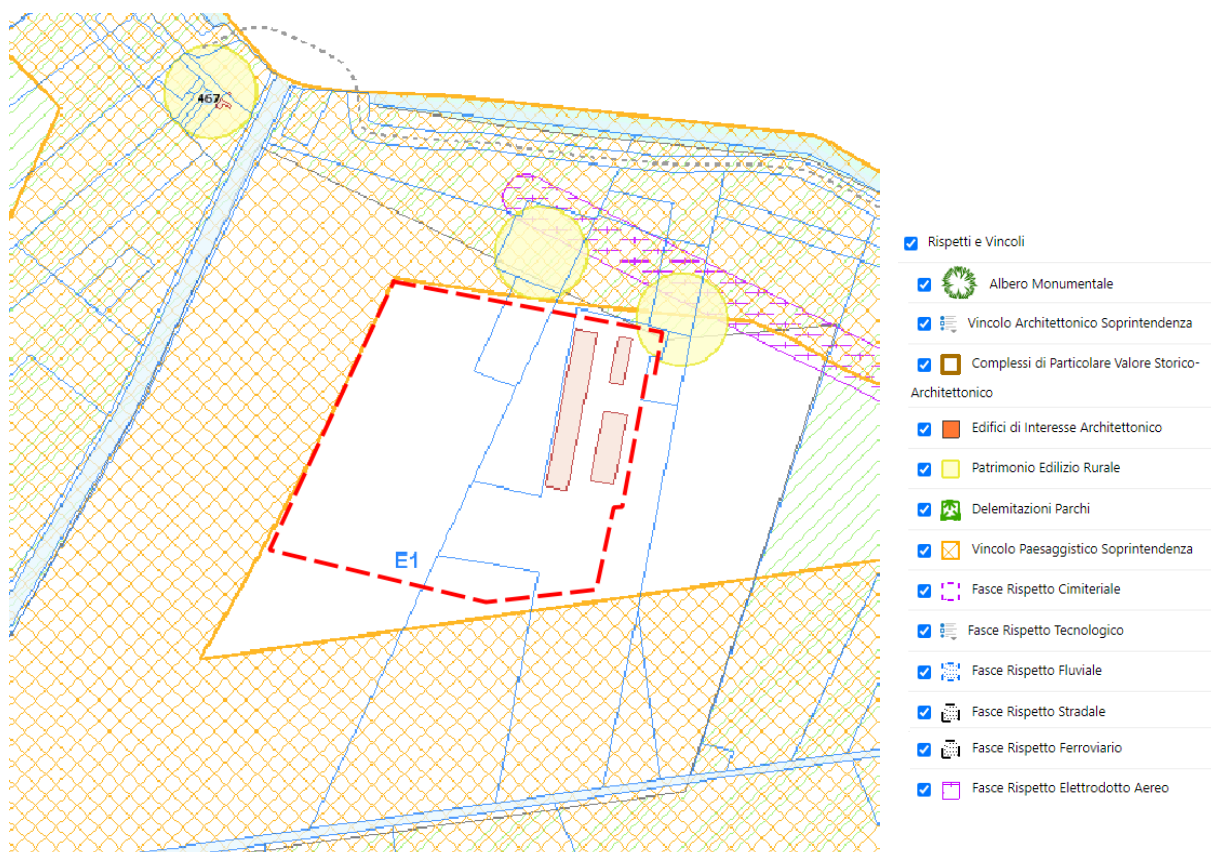 467
E1
Rispetti e Vincoli
Albero Monumentale
Vincolo Architettonico Soprintendenza
Complessi di Particolare Valore Storico-
Architettonico
Edifici di Interesse Architettonico
Patrimonio Edilizio Rurale
Delemitazioni Parchi
Vincolo Paesaggistico Soprintendenza
Fasce Rispetto Cimiteriale
Fasce Rispetto Tecnologico
Fasce Rispetto Fluviale
Fasce Rispetto Stradale
Fasce Rispetto Ferroviario
Fasce Rispetto Elettrodotto Aereo